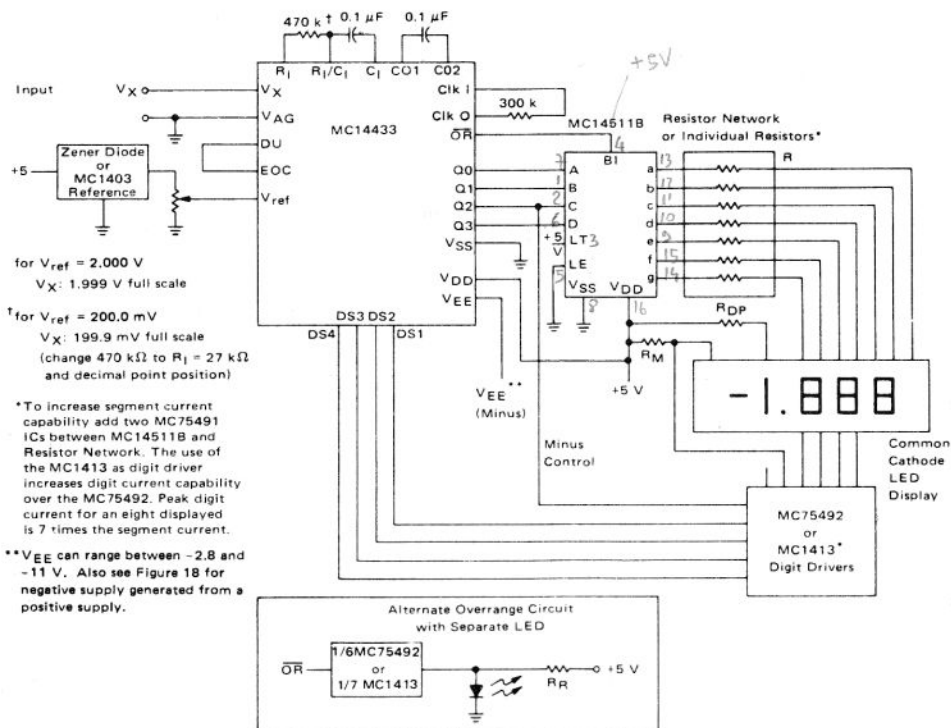 470 k † 0.1 µF 0.1 µF
RI RI/CI CI CO1 CO2
+5V
Input VX VX Clk I
300 k
VAG Clk O MC14511B Resistor Network
or Individual Resistors*
MC14433 OR 4
BI
DU
Zener Diode
or
MC1403
Reference
+5
EOC
Vref
Q0 7 A a 13 R
Q1 1 B b 12
Q2 2 C c 11
Q3 6 D d 10
+5 V LT 3 e 9
VSS LE f 15
5 g 14
VSS VDD
8 16
VDD
VEE
RDP
RM
+5 V
DS4 DS3 DS2 DS1
for Vref = 2.000 V
VX: 1.999 V full scale
† for Vref = 200.0 mV
VX: 199.9 mV full scale
(change 470 kΩ to RI = 27 kΩ
and decimal point position)
VEE**
(Minus)
-1.888
*To increase segment current
capability add two MC75491
ICs between MC14511B and
Resistor Network. The use of
the MC1413 as digit driver
increases digit current capability
over the MC75492. Peak digit
current for an eight displayed
is 7 times the segment current.
Minus
Control
Common
Cathode
LED
Display
MC75492
or
MC1413*
Digit Drivers
**VEE can range between -2.8 and
-11 V. Also see Figure 18 for
negative supply generated from a
positive supply.
Alternate Overrange Circuit
with Separate LED
OR
1/6MC75492
or
1/7 MC1413
RR
+5 V